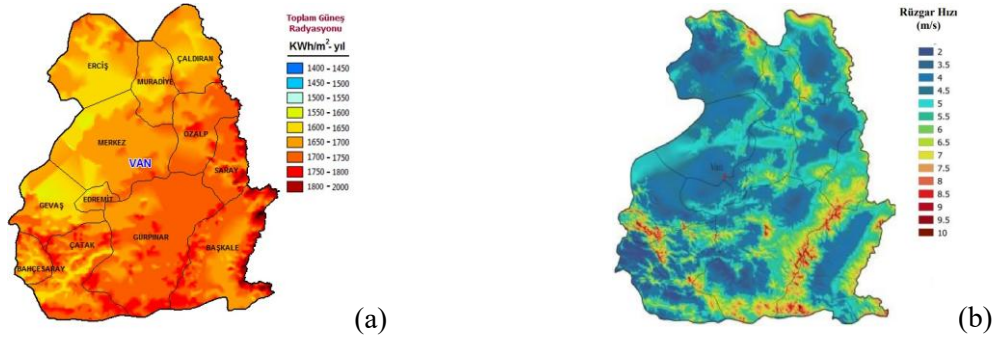 Toplam Güneş
Radyasyonu
KWh/m²- yıl
1400 - 1450
1450 - 1500
1500 - 1550
1550 - 1600
1600 - 1650
1650 - 1700
1700 - 1750
1750 - 1800
1800 - 2000
ERCİŞ
ÇALDIRAN
MURADİYE
MERKEZ
ÖZALP
VAN
SARAY
EDREMİT
GEVAŞ
ÇATAK
GÜRPINAR
BAŞKALE
BAHÇESARAY
(a)
Rüzgar Hızı
(m/s)
2
3.5
4
4.5
5
5.5
6
6.5
7
7.5
8
8.5
9
9.5
10
Van
(b)